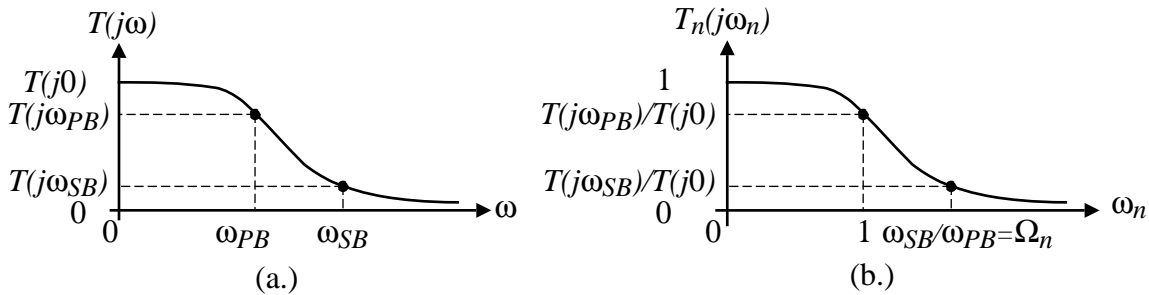 T(jω)
T(j0)
T(jω_PB)
T(jω_SB)
0
0
ω_PB
ω_SB
ω
(a.)
T_n(jω_n)
1
T(jω_PB)/T(j0)
T(jω_SB)/T(j0)
0
0
1
ω_SB/ω_PB=Ω_n
ω_n
(b.)